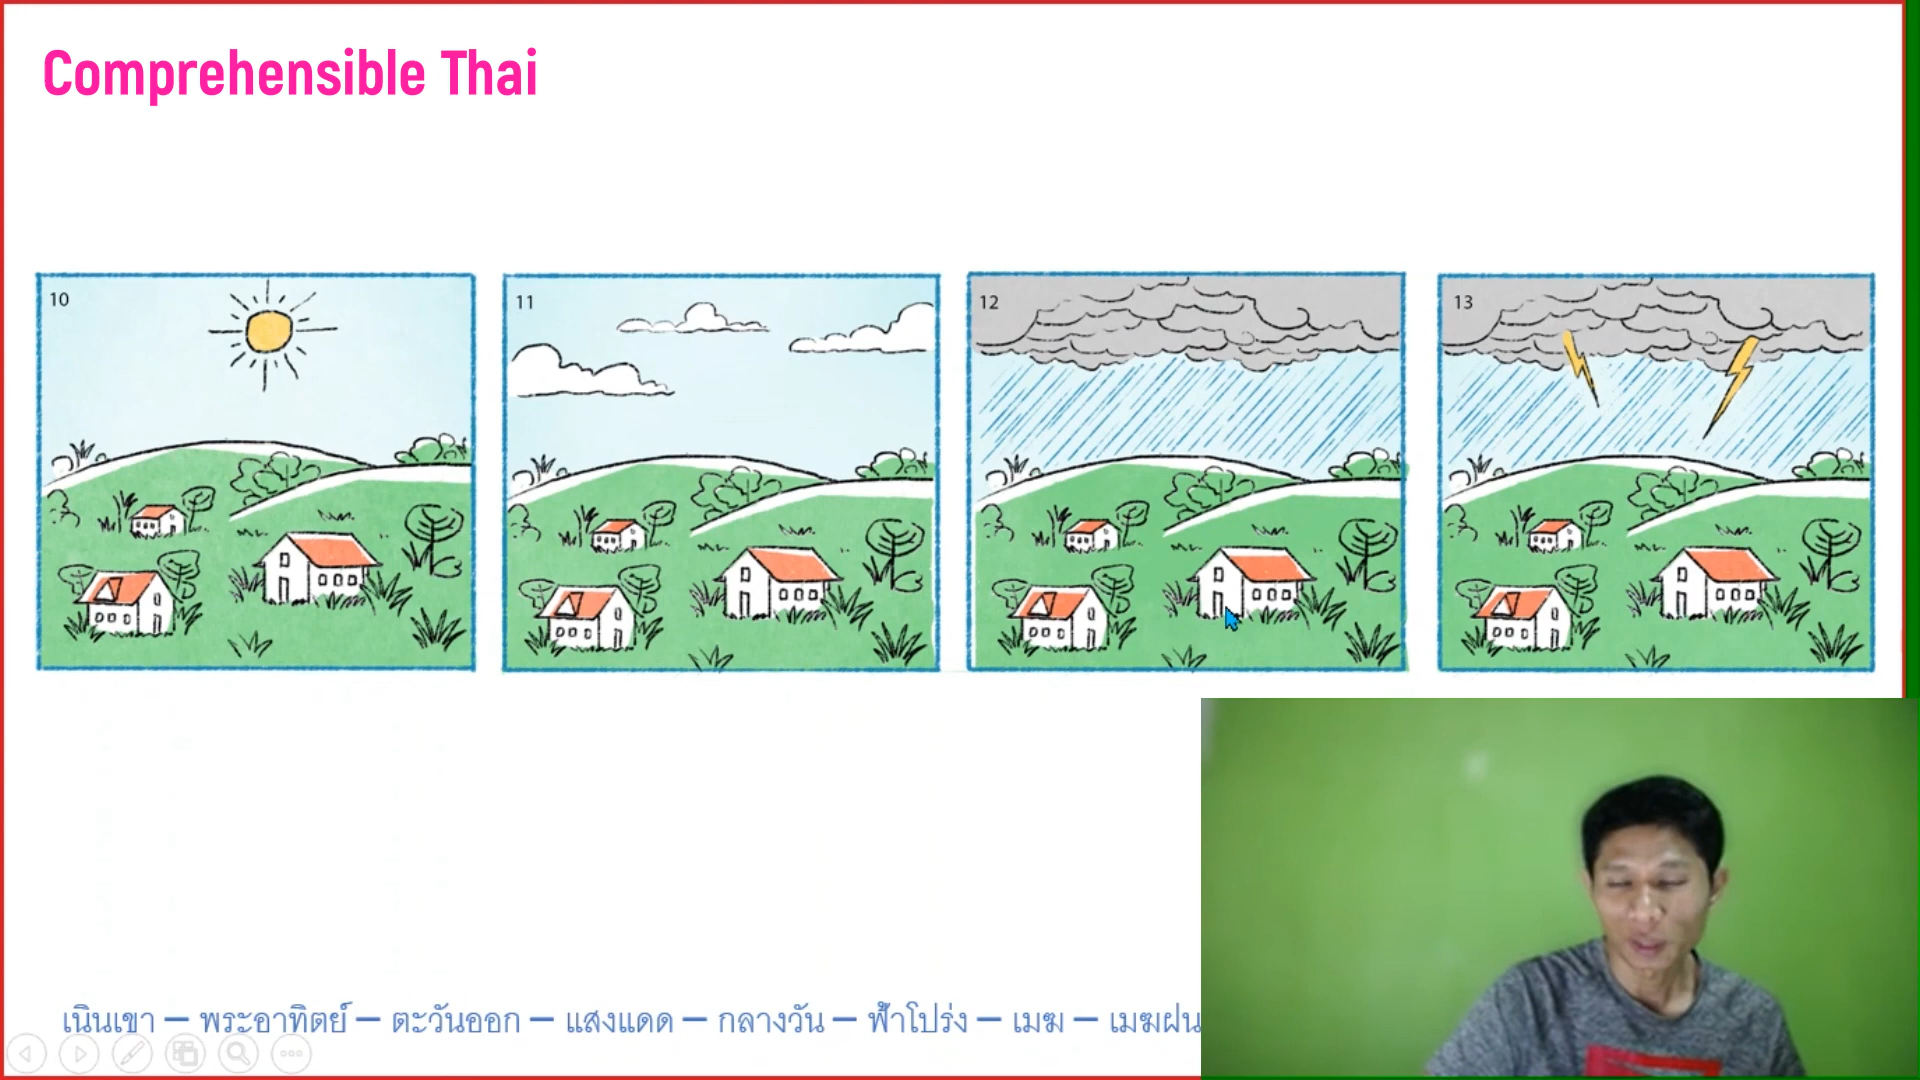 Comprehensible Thai
10
11
12
13
เนินเขา – พระอาทิตย์ – ตะวันออก – แสงแดด – กลางวัน – ฟ้าโปร่ง – เมฆ – เมฆฝน